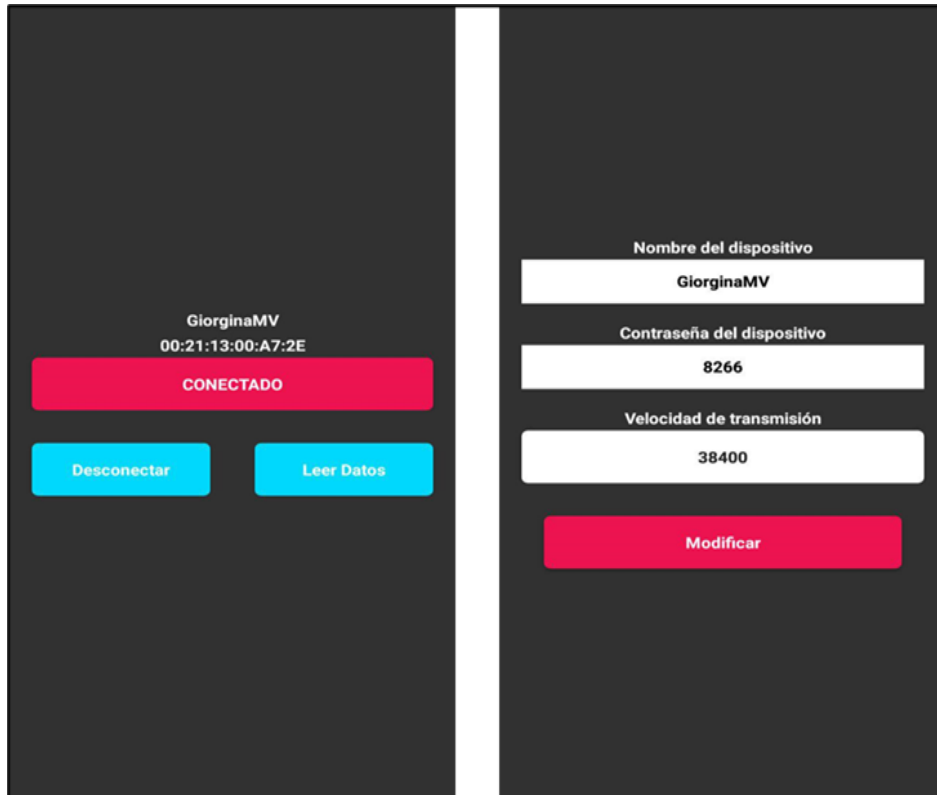 GiorginaMV
00:21:13:00:A7:2E
CONECTADO
Desconectar
Leer Datos
Nombre del dispositivo
GiorginaMV
Contraseña del dispositivo
8266
Velocidad de transmisión
38400
Modificar